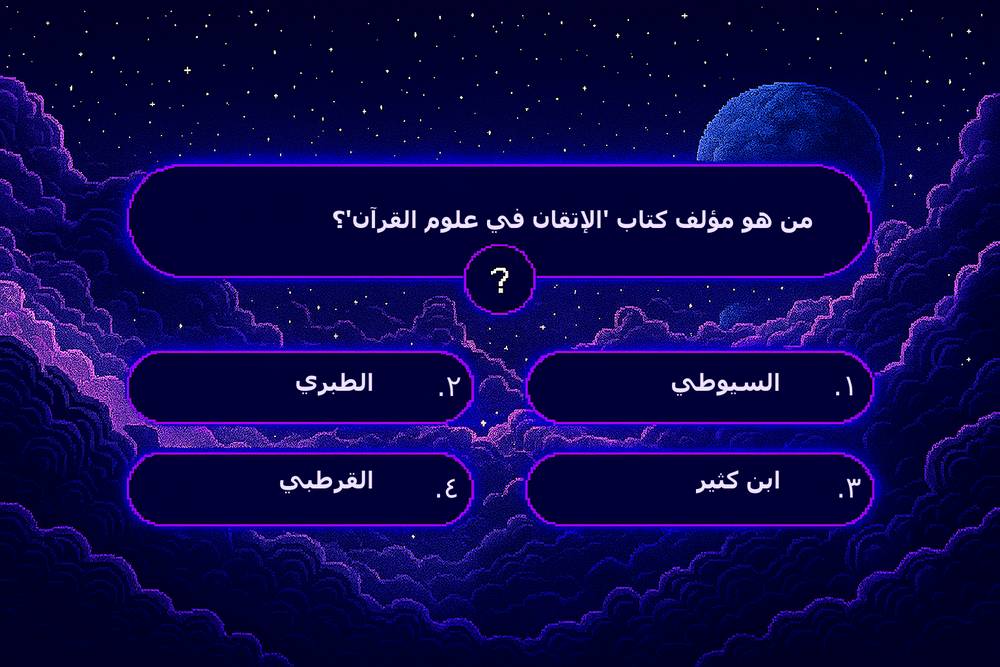 من هو مؤلف كتاب 'الإتقان في علوم القرآن'؟
?
١. السيوطي
٢. الطبري
٣. ابن كثير
٤. القرطبي